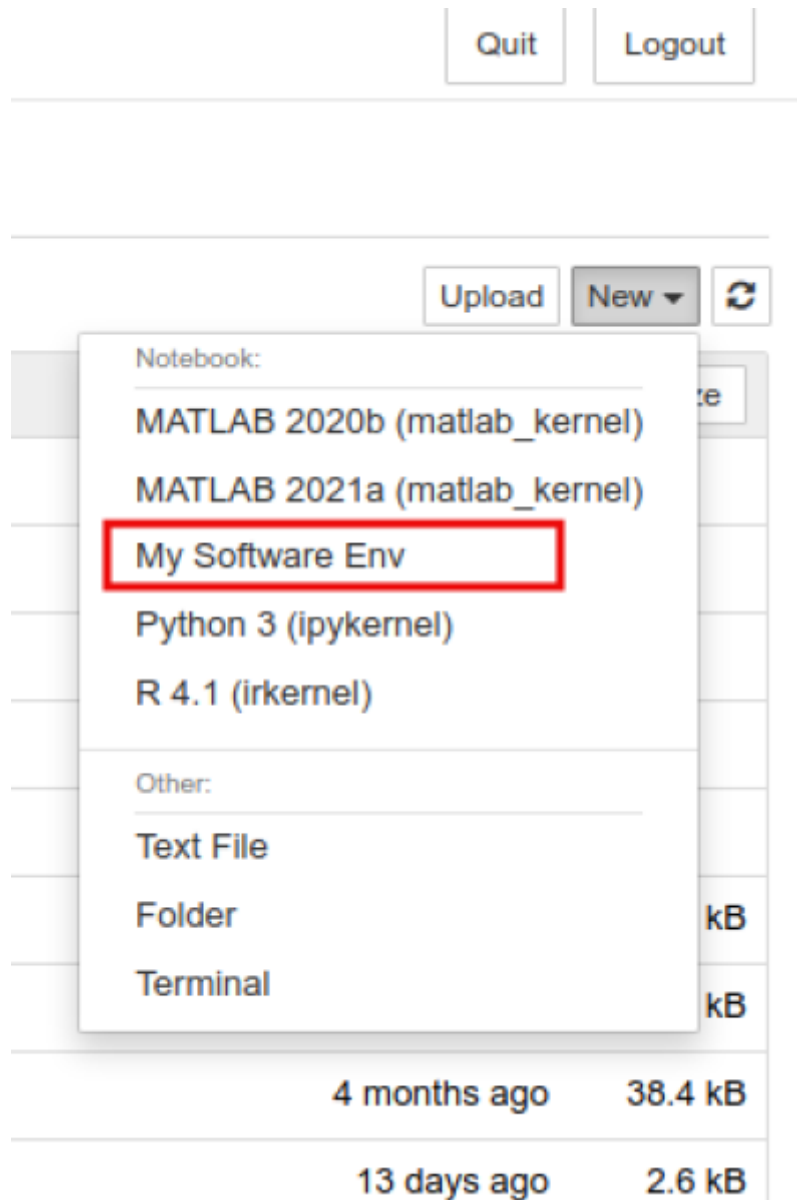 Quit Logout
Upload New
Notebook:
MATLAB 2020b (matlab_kernel)
MATLAB 2021a (matlab_kernel)
My Software Env
Python 3 (ipykernel)
R 4.1 (irkernel)
Other:
Text File
Folder
kB
Terminal
kB
4 months ago 38.4 kB
13 days ago 2.6 kB